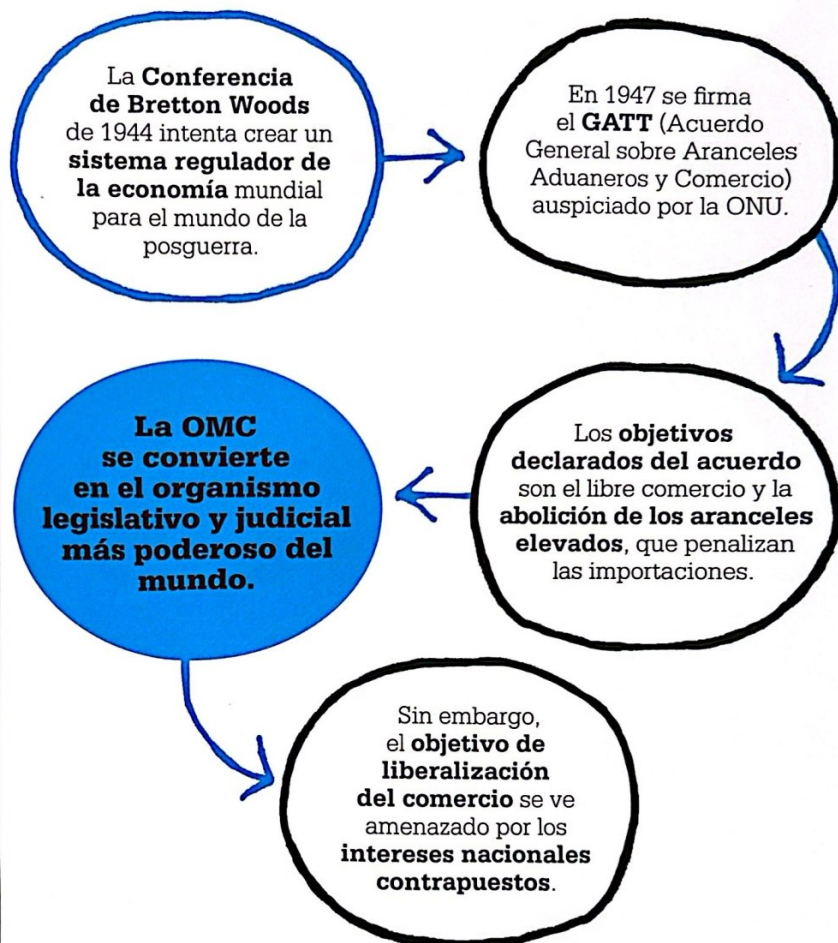 La Conferencia
de Bretton Woods
de 1944 intenta crear un
sistema regulador de
la economía mundial
para el mundo de la
posguerra.
En 1947 se firma
el GATT (Acuerdo
General sobre Aranceles
Aduaneros y Comercio)
auspiciado por la ONU.
Los objetivos
declarados del acuerdo
son el libre comercio y la
abolición de los aranceles
elevados, que penalizan
las importaciones.
La OMC
se convierte
en el organismo
legislativo y judicial
más poderoso del
mundo.
Sin embargo,
el objetivo de
liberalización
del comercio se ve
amenazado por los
intereses nacionales
contrapuestos.